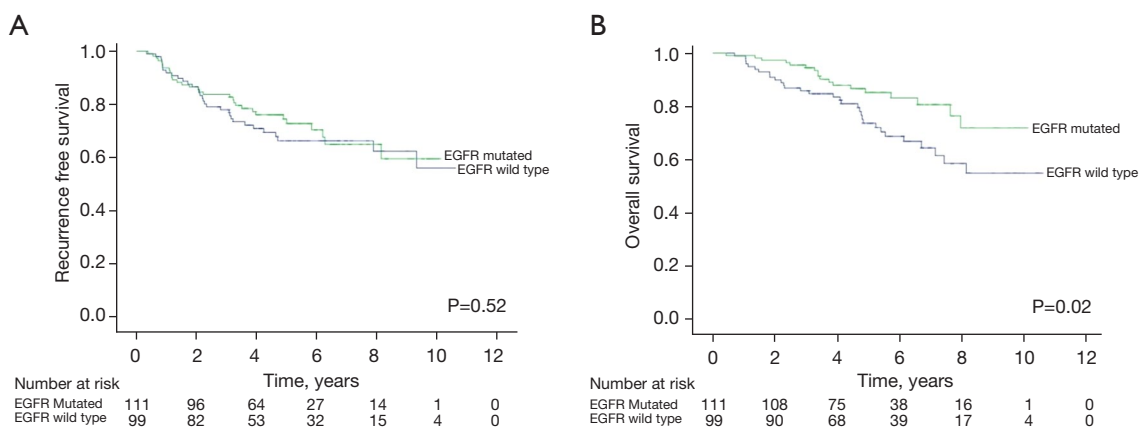 A
Recurrence free survival
1.0
0.8
0.6
0.4
0.2
0.0
EGFR mutated
EGFR wild type
P=0.52
0 2 4 6 8 10 12
Time, years
Number at risk
EGFR Mutated 111 96 64 27 14 1 0
EGFR wild type 99 82 53 32 15 4 0
B
Overall survival
1.0
0.8
0.6
0.4
0.2
0.0
EGFR mutated
EGFR wild type
P=0.02
0 2 4 6 8 10 12
Time, years
Number at risk
EGFR Mutated 111 108 75 38 16 1 0
EGFR wild type 99 90 68 39 17 4 0